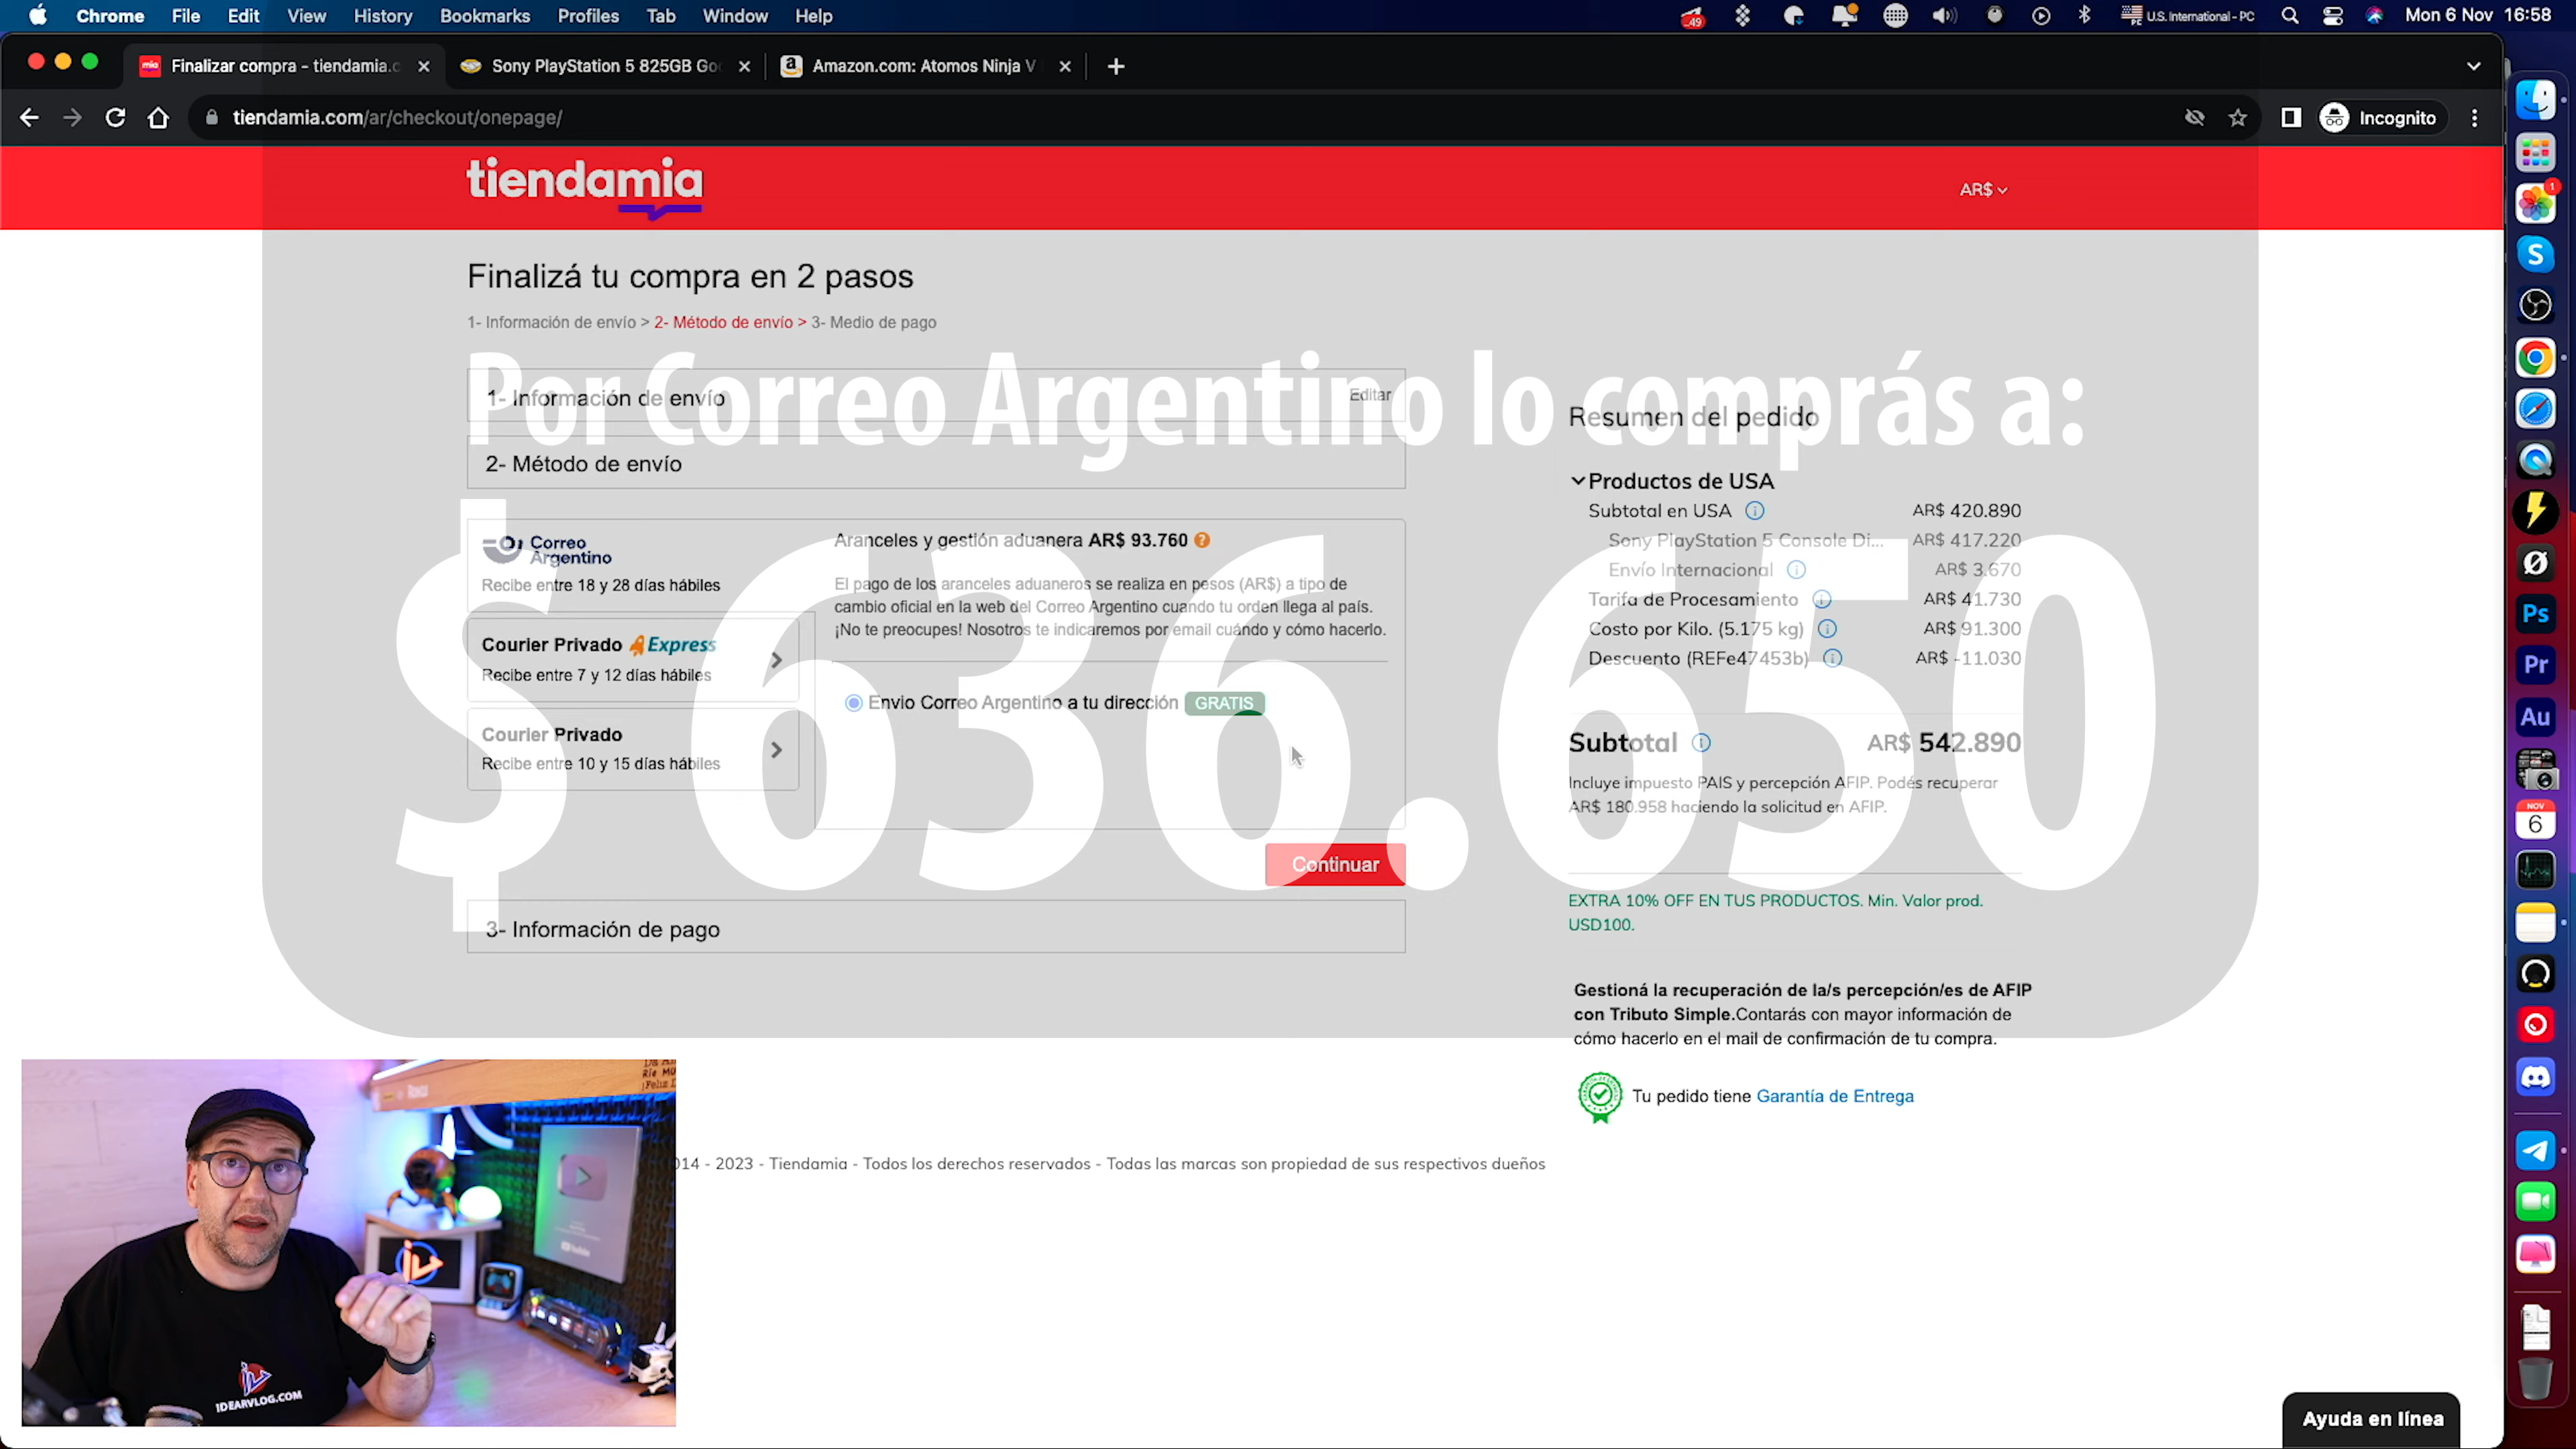 Chrome File Edit View History Bookmarks Profiles Tab Window Help
49
U.S. International - PC
Mon 6 Nov 16:58
Finalizar compra - tiendamia.c
Sony PlayStation 5 825GB Go
Amazon.com: Atomos Ninja V
tiendamia.com/ar/checkout/onepage/
Incognito
tiendamia
AR$
Finalizá tu compra en 2 pasos
1- Información de envío > 2- Método de envío > 3- Medio de pago
Por Correo Argentino lo comprás a:
$ 636.650
1- Información de envío
Editar
2- Método de envío
Correo
Argentino
Recibe entre 18 y 28 días hábiles
Courier Privado Express
Recibe entre 7 y 12 días hábiles
Courier Privado
Recibe entre 10 y 15 días hábiles
Aranceles y gestión aduanera AR$ 93.760
El pago de los aranceles aduaneros se realiza en pesos (AR$) a tipo de
cambio oficial en la web del Correo Argentino cuando tu orden llega al país.
¡No te preocupes! Nosotros te indicaremos por email cuándo y cómo hacerlo.
Envio Correo Argentino a tu dirección GRATIS
Continuar
3- Información de pago
Resumen del pedido
Productos de USA
Subtotal en USA AR$ 420.890
Sony PlayStation 5 Console Di... AR$ 417.220
Envío Internacional AR$ 3.670
Tarifa de Procesamiento AR$ 41.730
Costo por Kilo. (5.175 kg) AR$ 91.300
Descuento (REFe47453b) AR$ -11.030
Subtotal AR$ 542.890
Incluye impuesto PAIS y percepción AFIP. Podés recuperar
AR$ 180.958 haciendo la solicitud en AFIP.
EXTRA 10% OFF EN TUS PRODUCTOS. Min. Valor prod.
USD100.
Gestioná la recuperación de la/s percepción/es de AFIP
con Tributo Simple.Contarás con mayor información de
cómo hacerlo en el mail de confirmación de tu compra.
Tu pedido tiene Garantía de Entrega
014 - 2023 - Tiendamia - Todos los derechos reservados - Todas las marcas son propiedad de sus respectivos dueños
IDEARVLOG.COM
Ayuda en línea
1
Ps
Pr
Au
NOV
6